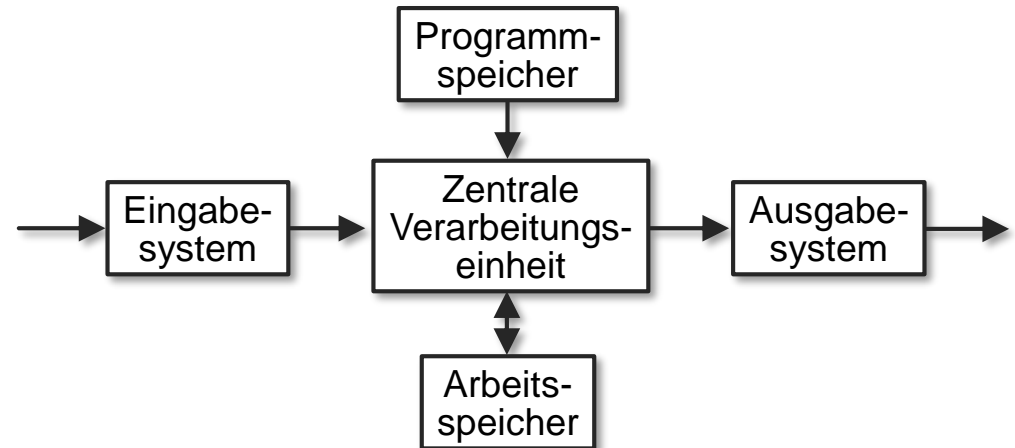 Programm-
speicher
Eingabe-
system
Zentrale
Verarbeitungs-
einheit
Ausgabe-
system
Arbeits-
speicher